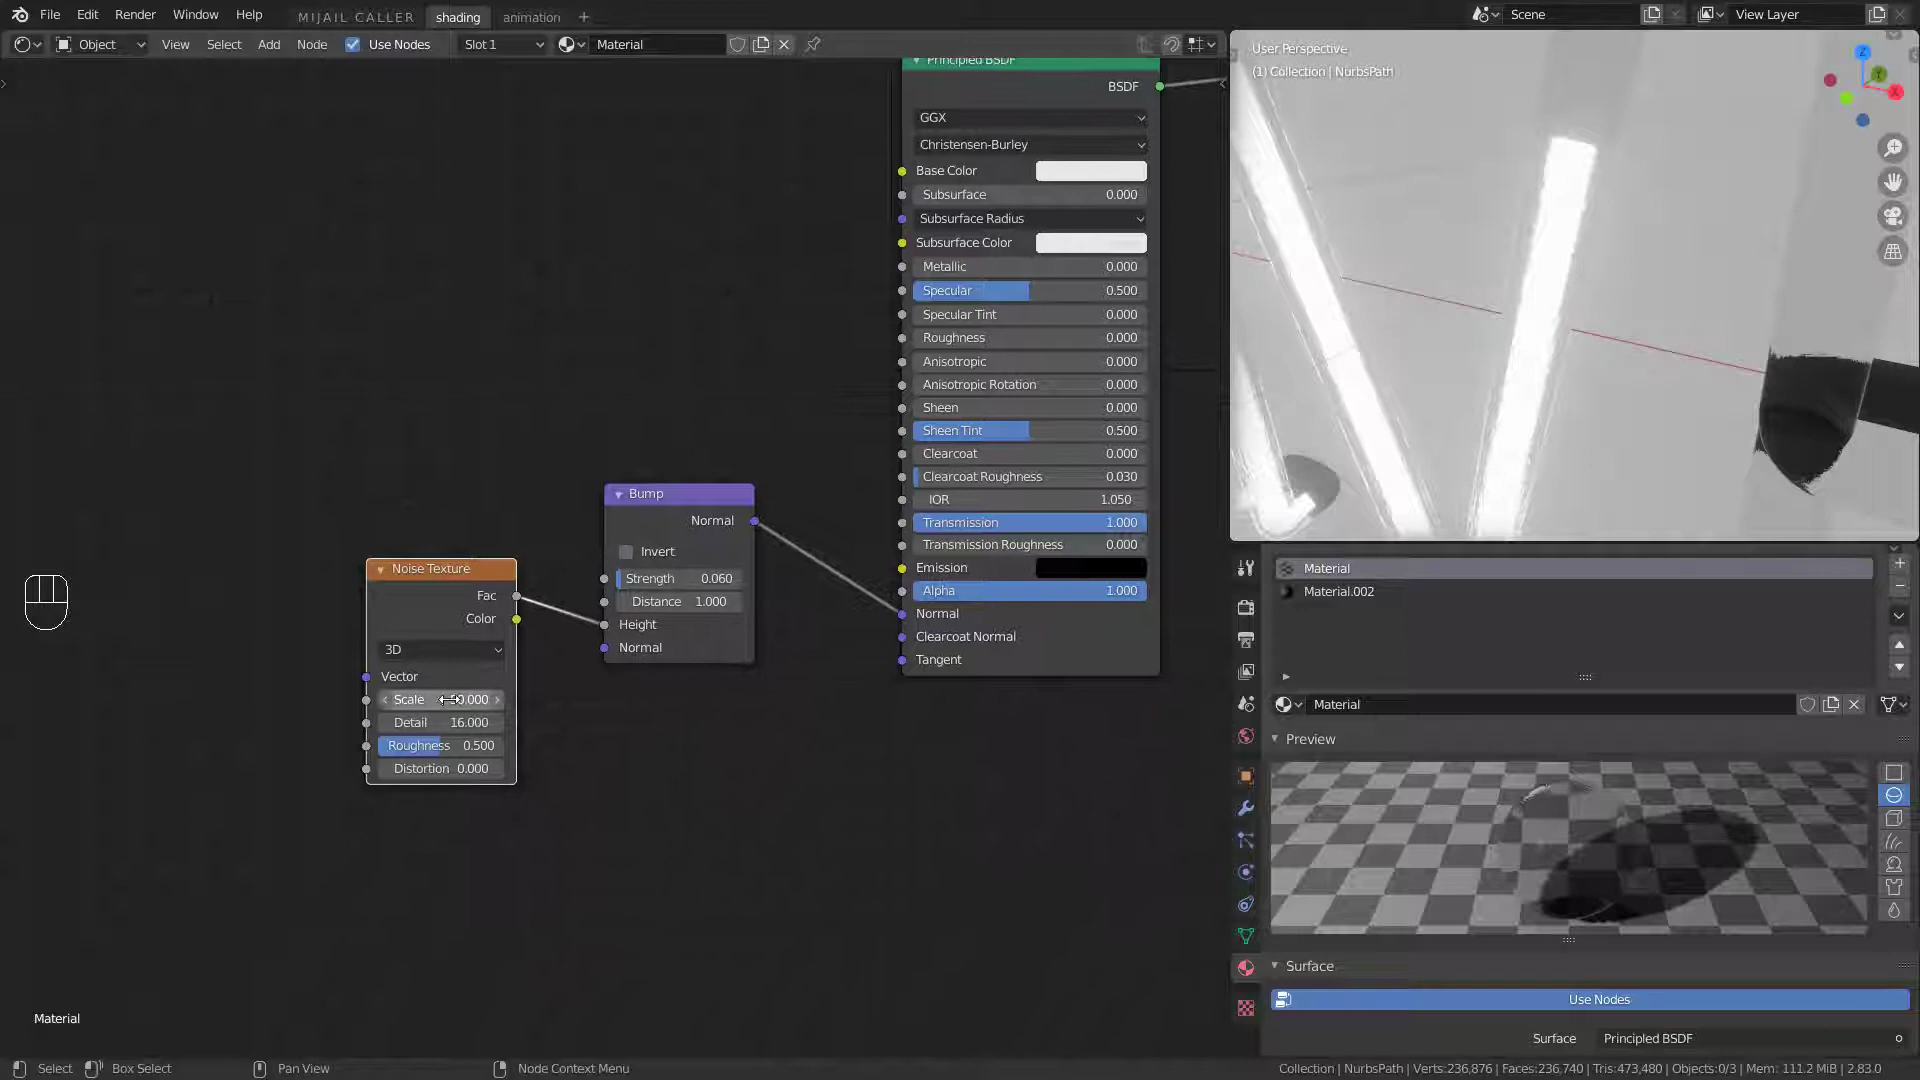 File Edit Render Window Help MIJAIL CALLER shading animation + Scene View Layer
Object View Select Add Node Use Nodes Slot 1 Material
User Perspective
(1) Collection | NurbsPath
Z
Y
X
Principled BSDF
BSDF
GGX
Christensen-Burley
Base Color
Subsurface 0.000
Subsurface Radius
Subsurface Color
Metallic 0.000
Specular 0.500
Specular Tint 0.000
Roughness 0.000
Anisotropic 0.000
Anisotropic Rotation 0.000
Sheen 0.000
Sheen Tint 0.500
Clearcoat 0.000
Clearcoat Roughness 0.030
IOR 1.050
Transmission 1.000
Transmission Roughness 0.000
Emission
Alpha 1.000
Normal
Clearcoat Normal
Tangent
Bump
Normal
Invert
Strength 0.060
Distance 1.000
Height
Normal
Noise Texture
Fac
Color
3D
Vector
Scale
Detail 16.000
Roughness 0.500
Distortion 0.000
Material
Material.002
Material
Preview
Surface
Use Nodes
Surface Principled BSDF
Material
Select Box Select Pan View Node Context Menu Collection | NurbsPath | Verts:236,876 | Faces:236,740 | Tris:473,480 | Objects:0/3 | Mem: 111.2 MiB | 2.83.0